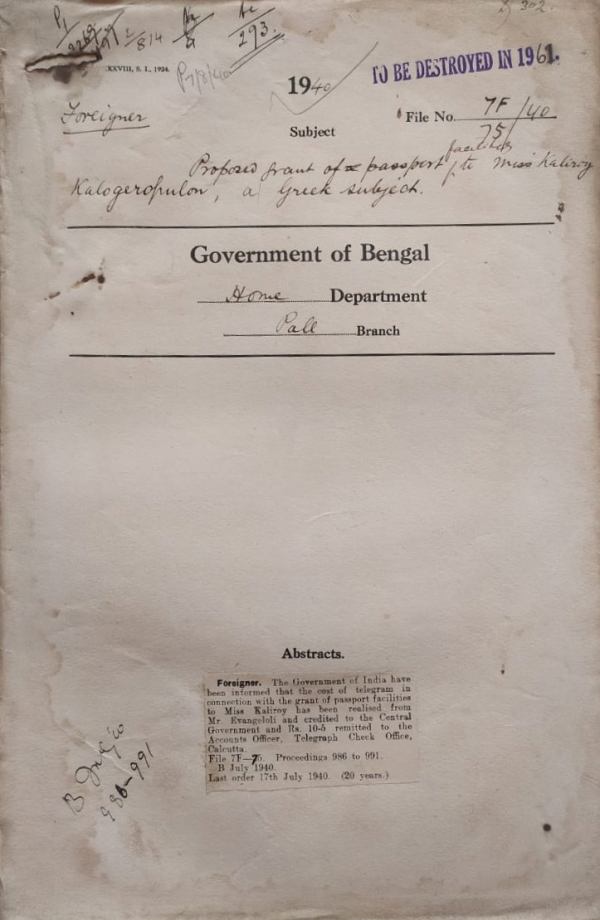 293.
XXVIII, S. I., 1934.
1940
TO BE DESTROYED IN 1961.
Foreigner
File No. 7F/40
75
Subject
facilities
Proposed grant of passport to Miss Kaliroy
Kalogeropulon, a Greek subject.
Government of Bengal
Home Department
Poll Branch
Abstracts.
Foreigner. The Government of India have
been informed that the cost of telegram in
connection with the grant of passport facilities
to Miss Kaliroy has been realised from
Mr. Evangeloli and credited to the Central
Government and Rs. 10-5 remitted to the
Accounts Officer, Telegraph Check Office,
Calcutta.
File 7F—75. Proceedings 986 to 991.
B July 1940.
Last order 17th July 1940. (20 years.)
B July '40
986-991